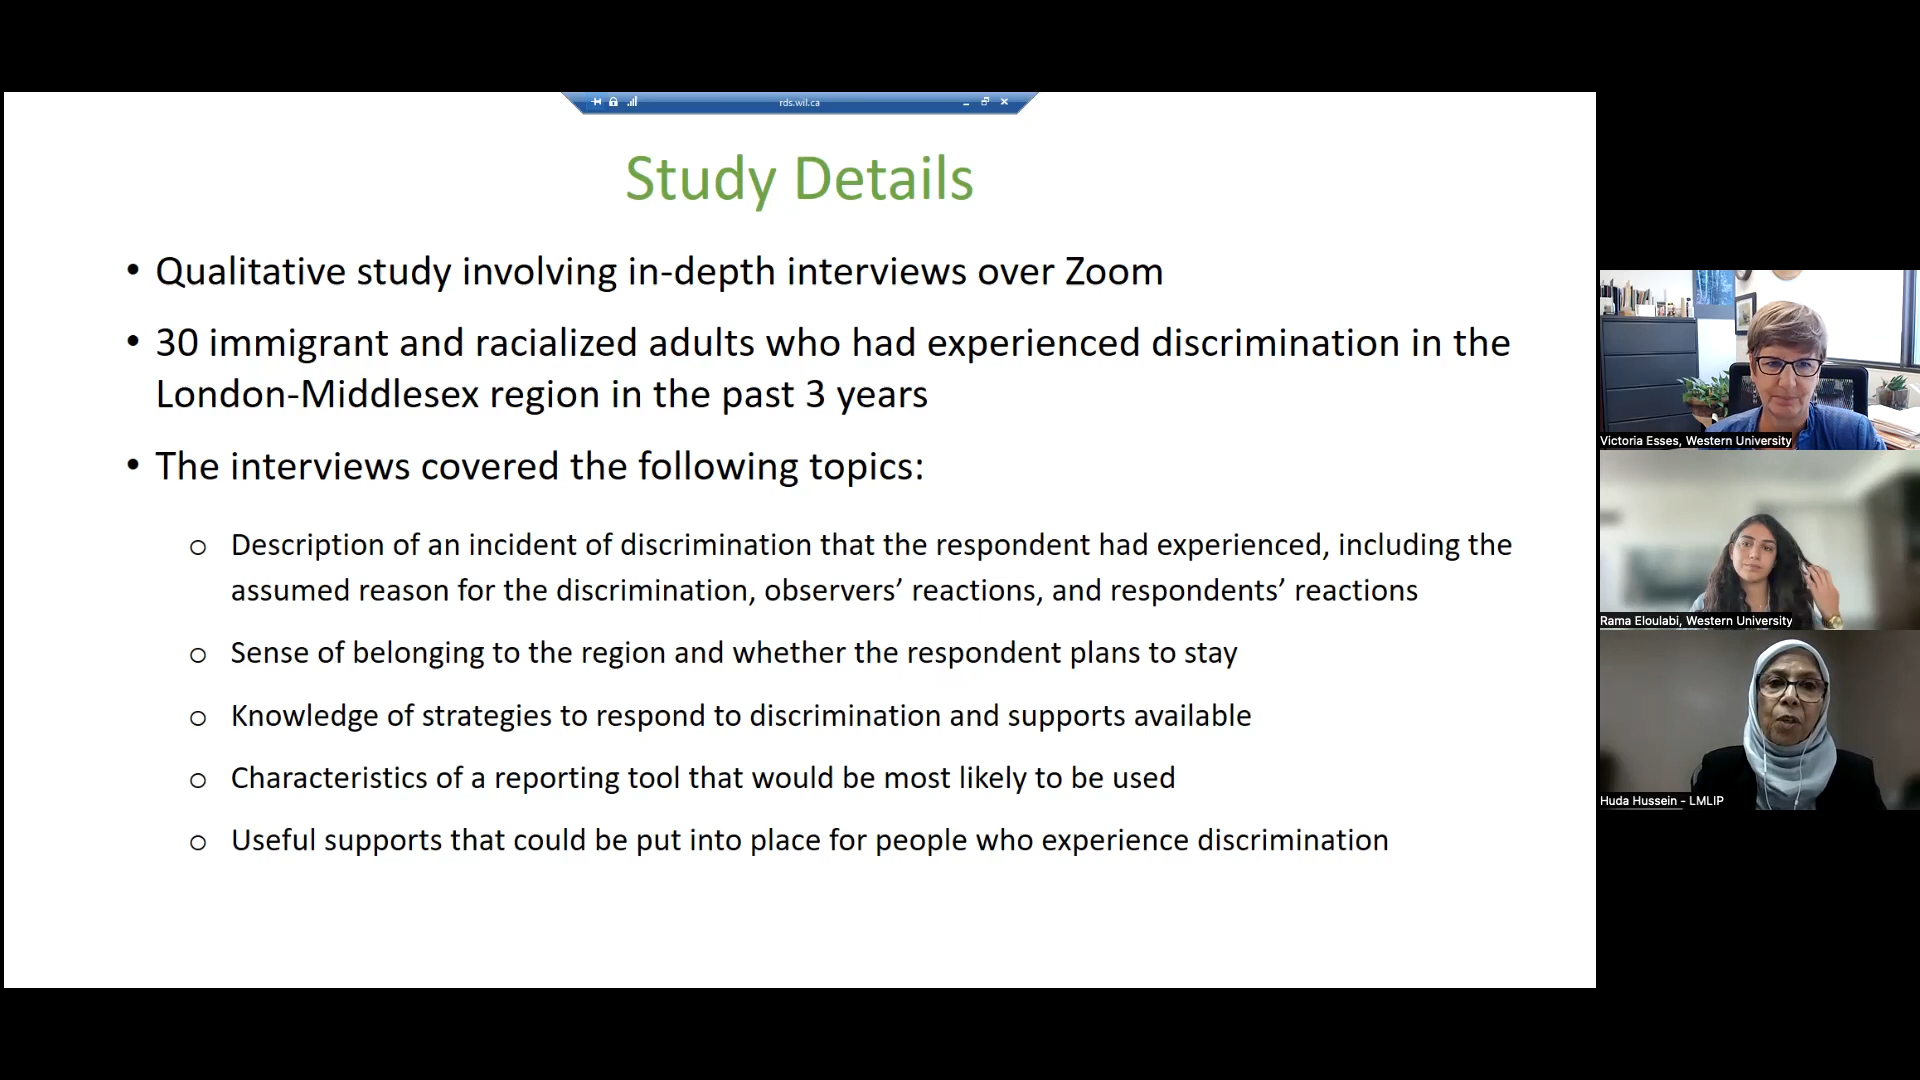 rds.wil.ca
Study Details
• Qualitative study involving in-depth interviews over Zoom
• 30 immigrant and racialized adults who had experienced discrimination in the
London-Middlesex region in the past 3 years
• The interviews covered the following topics:
o Description of an incident of discrimination that the respondent had experienced, including the
assumed reason for the discrimination, observers’ reactions, and respondents’ reactions
o Sense of belonging to the region and whether the respondent plans to stay
o Knowledge of strategies to respond to discrimination and supports available
o Characteristics of a reporting tool that would be most likely to be used
o Useful supports that could be put into place for people who experience discrimination
Victoria Esses, Western University
Rama Eloulabi, Western University
Huda Hussein - LMLIP